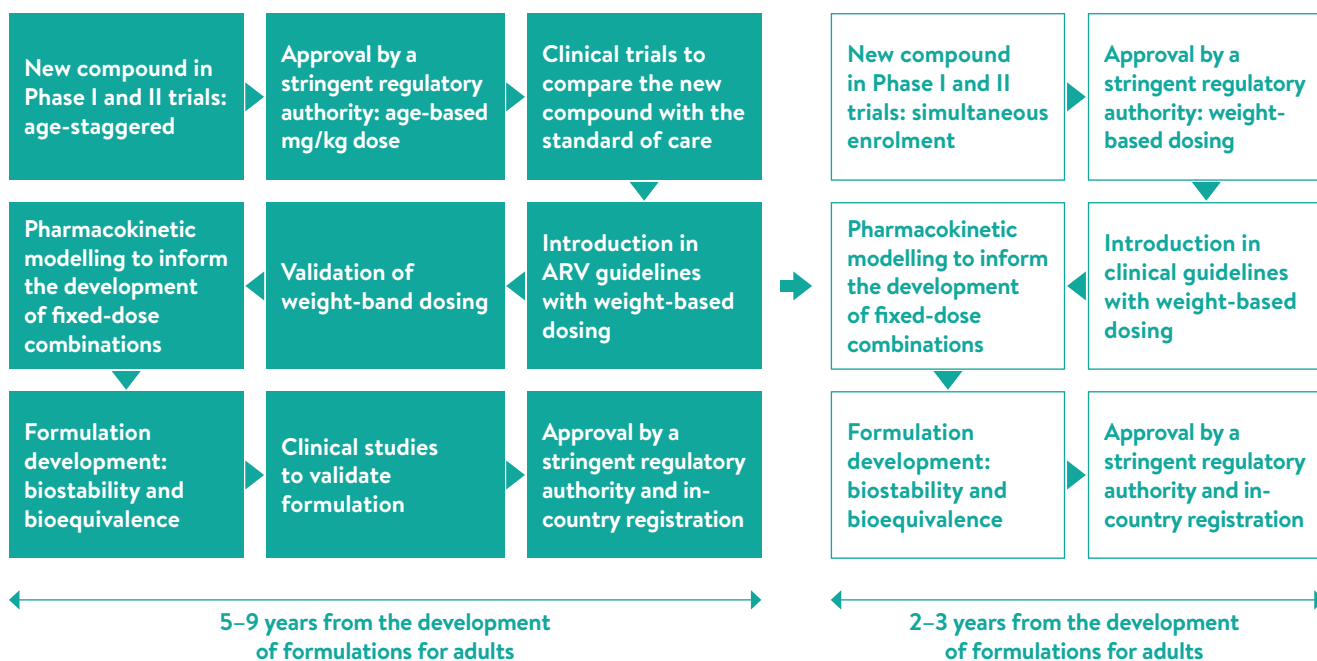 New compound in
Phase I and II trials:
age-staggered
Approval by a
stringent regulatory
authority: age-based
mg/kg dose
Clinical trials to
compare the new
compound with the
standard of care
Pharmacokinetic
modelling to inform
the development
of fixed-dose
combinations
Validation of
weight-band dosing
Introduction in
ARV guidelines
with weight-based
dosing
Formulation
development:
biostability and
bioequivalence
Clinical studies
to validate
formulation
Approval by a
stringent regulatory
authority and in-
country registration
5–9 years from the development
of formulations for adults
New compound
in Phase I and II
trials: simultaneous
enrolment
Approval by a
stringent regulatory
authority: weight-
based dosing
Pharmacokinetic
modelling to inform
the development
of fixed-dose
combinations
Introduction in
clinical guidelines
with weight-based
dosing
Formulation
development:
biostability and
bioequivalence
Approval by a
stringent regulatory
authority and in-
country registration
2–3 years from the development
of formulations for adults